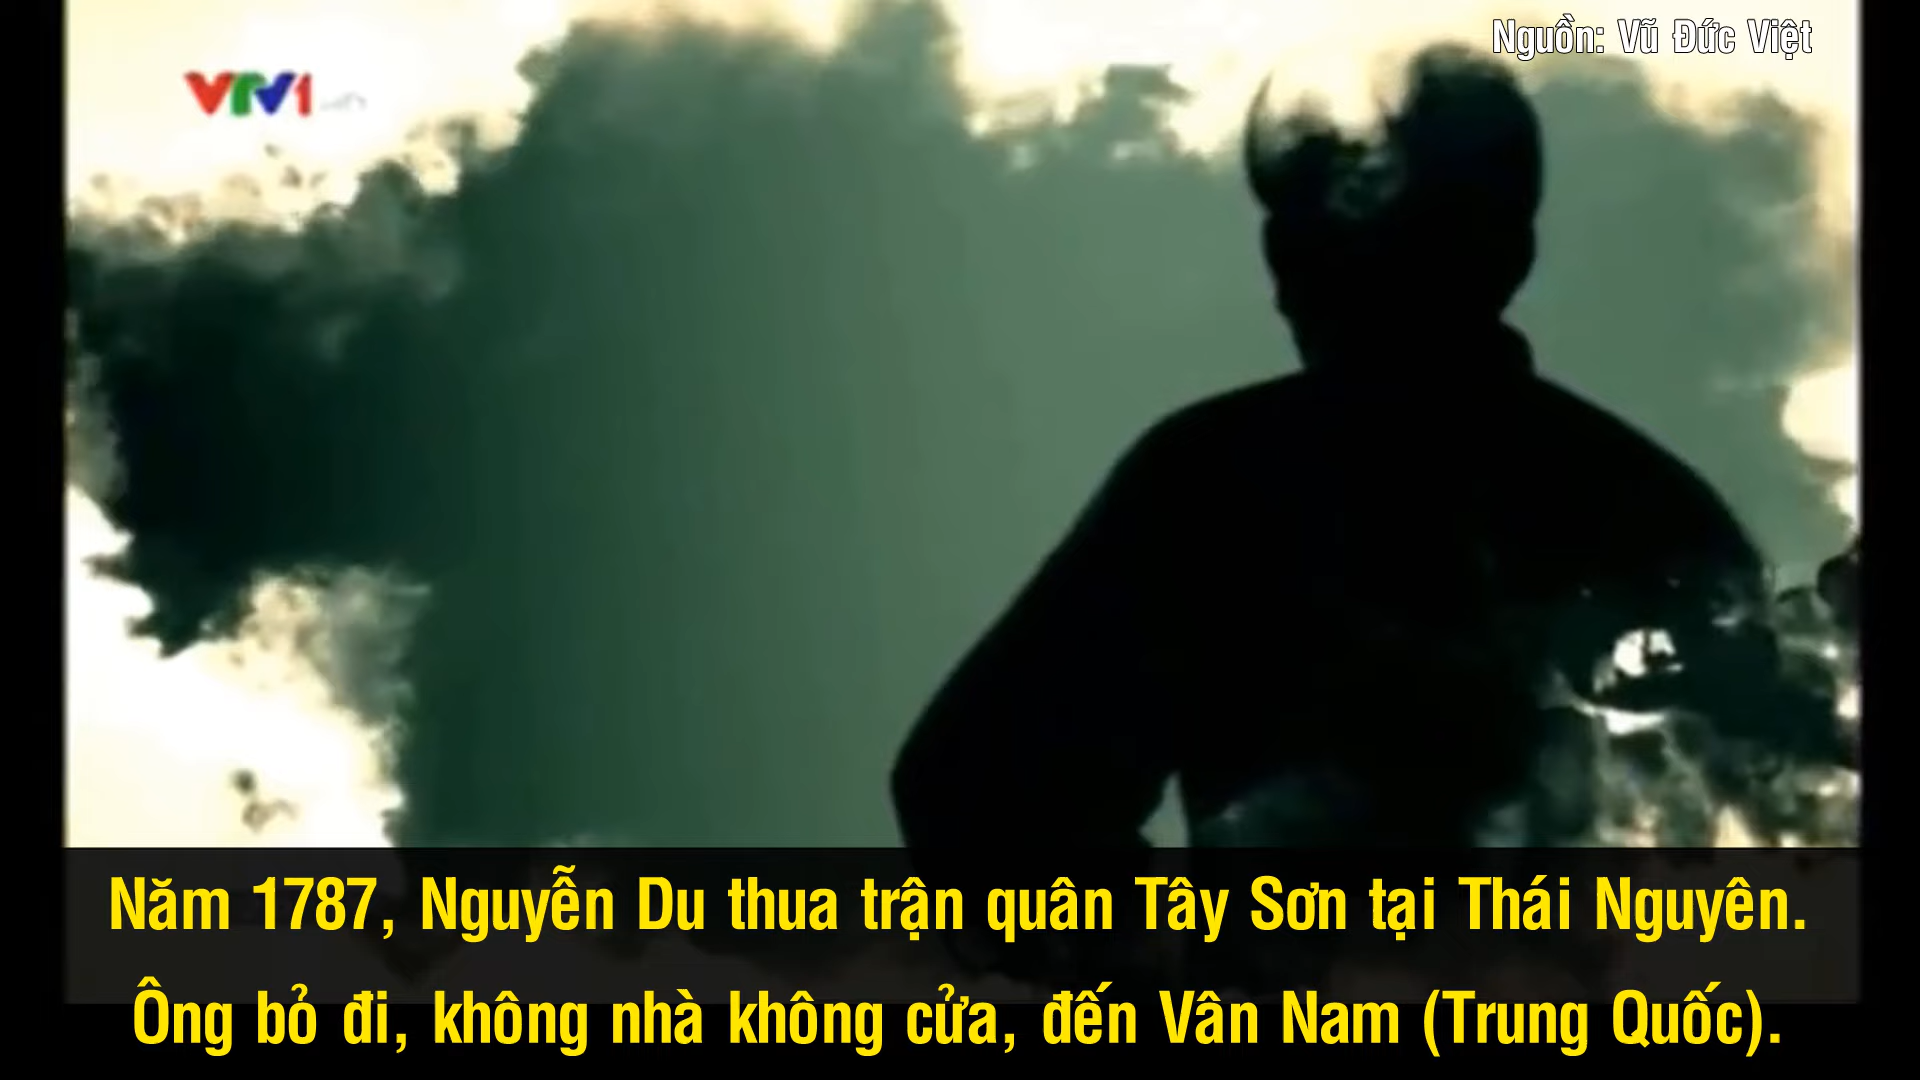 Nguồn: Vũ Đức Việt
VTV1
Năm 1787, Nguyễn Du thua trận quân Tây Sơn tại Thái Nguyên.
Ông bỏ đi, không nhà không cửa, đến Vân Nam (Trung Quốc).